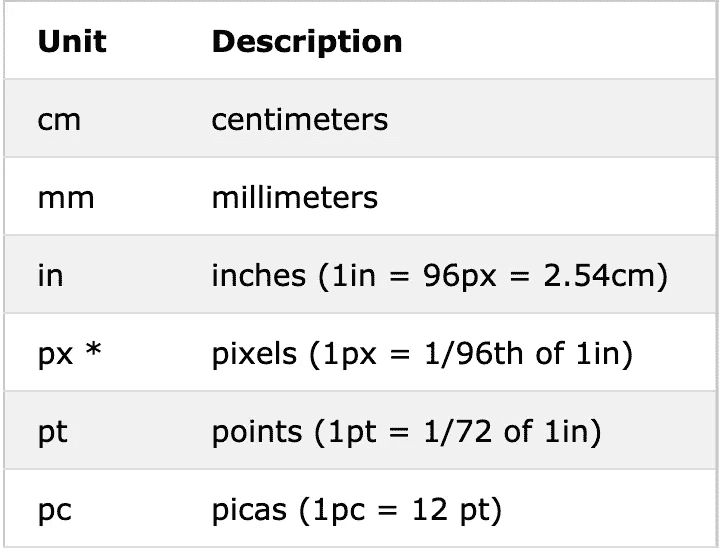 Unit Description
cm centimeters
mm millimeters
in inches (1in = 96px = 2.54cm)
px * pixels (1px = 1/96th of 1in)
pt points (1pt = 1/72 of 1in)
pc picas (1pc = 12 pt)